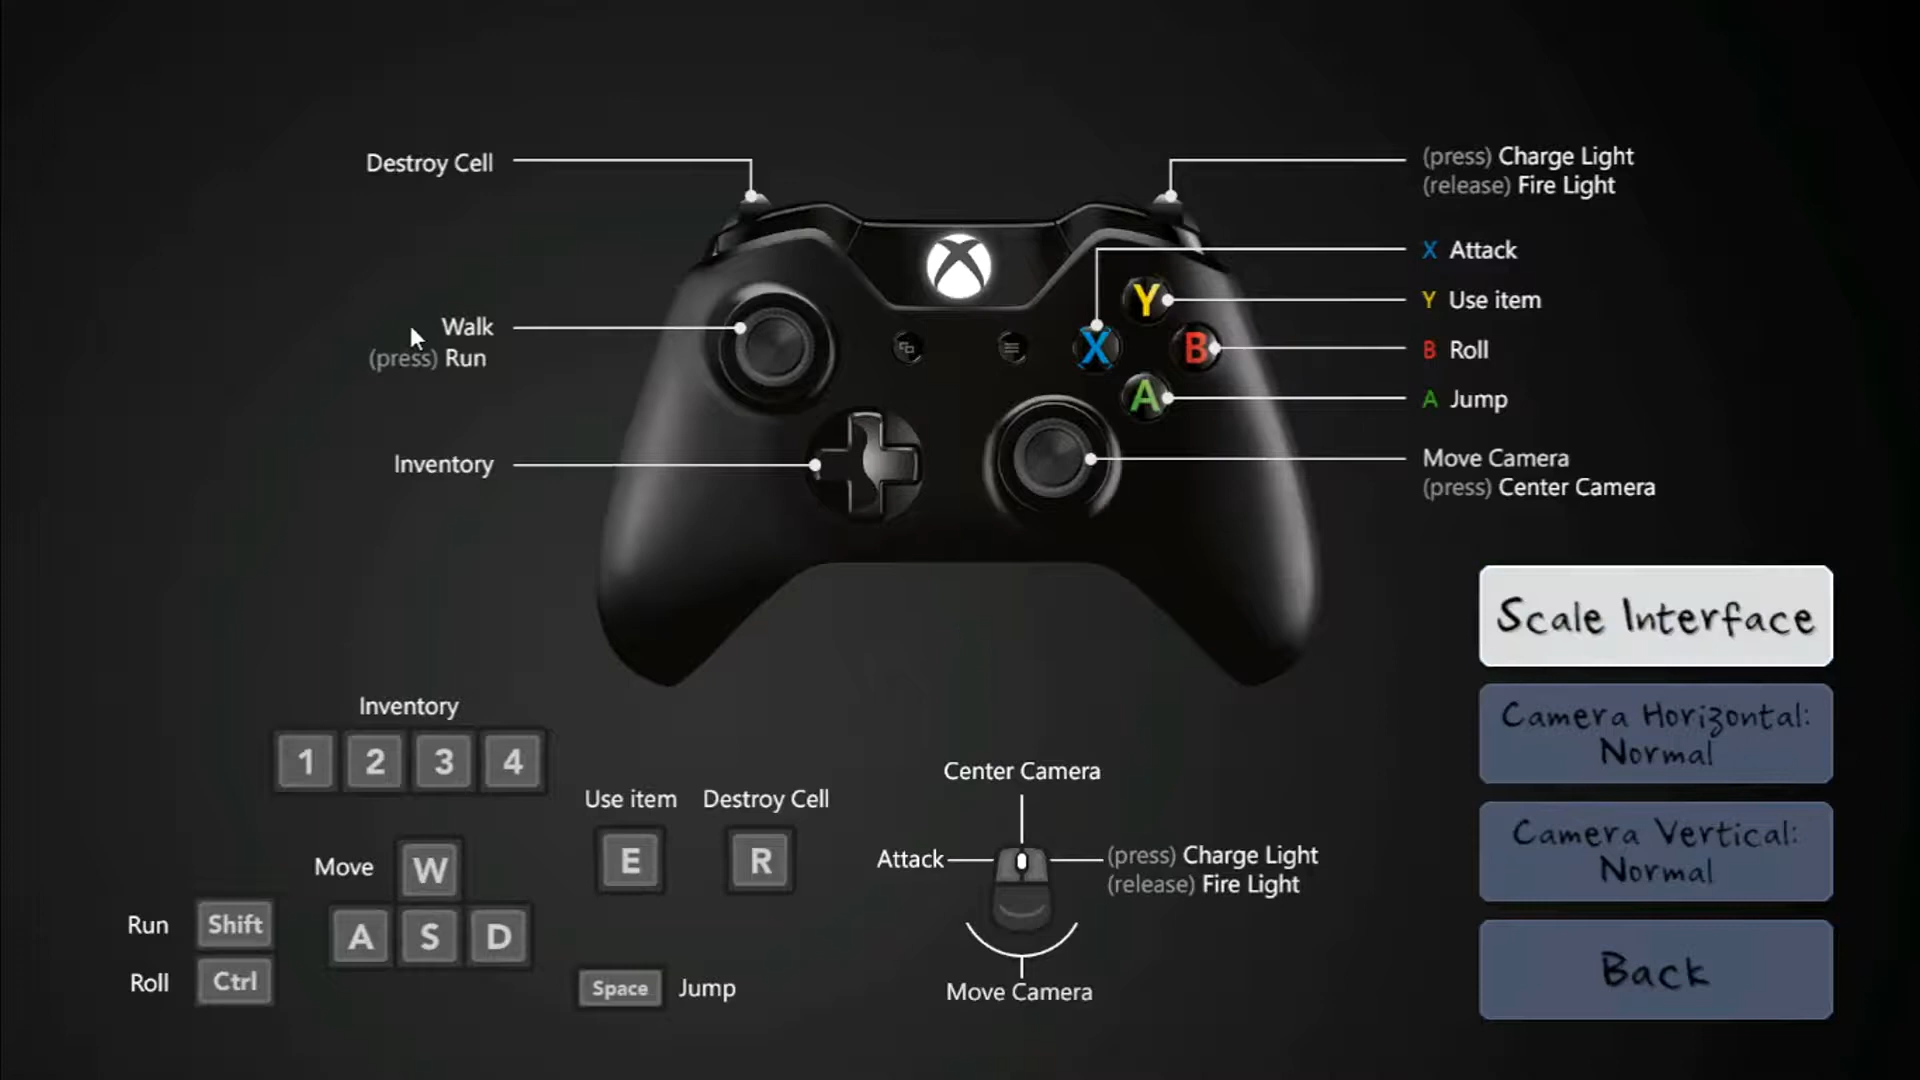 Destroy Cell
(press) Charge Light
(release) Fire Light
X Attack
Y
Y Use item
Walk
(press) Run
X
B
B Roll
A
A Jump
Inventory
Move Camera
(press) Center Camera
Scale Interface
Camera Horizontal:
Normal
Camera Vertical:
Normal
Back
Inventory
1 2 3 4
Use item
Destroy Cell
E
R
Move
W
A S D
Run Shift
Roll Ctrl
Space Jump
Center Camera
Attack
(press) Charge Light
(release) Fire Light
Move Camera